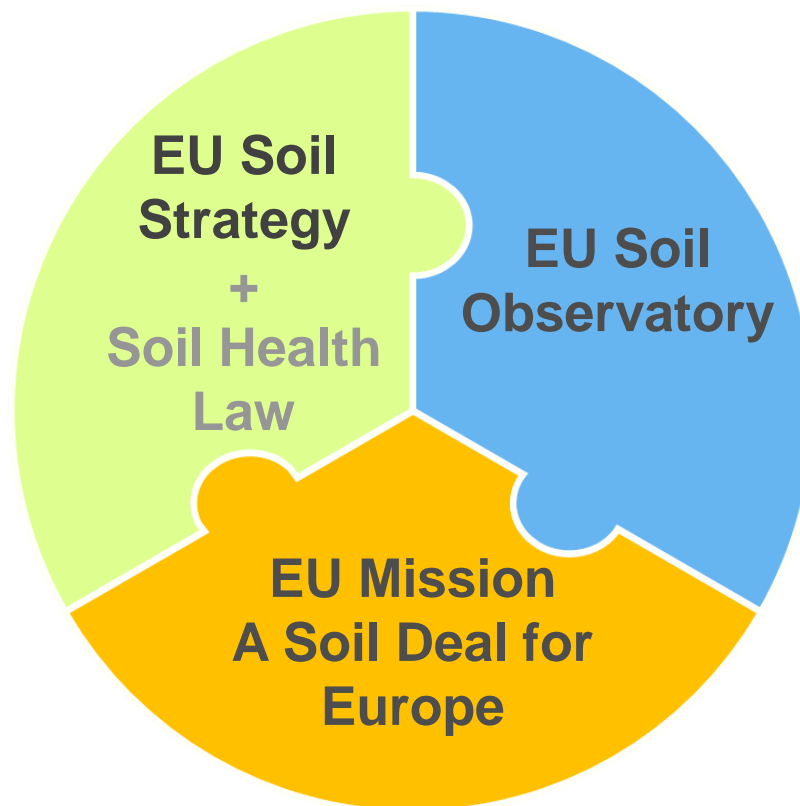 EU Soil
Strategy
+
Soil Health
Law
EU Soil
Observatory
EU Mission
A Soil Deal for
Europe